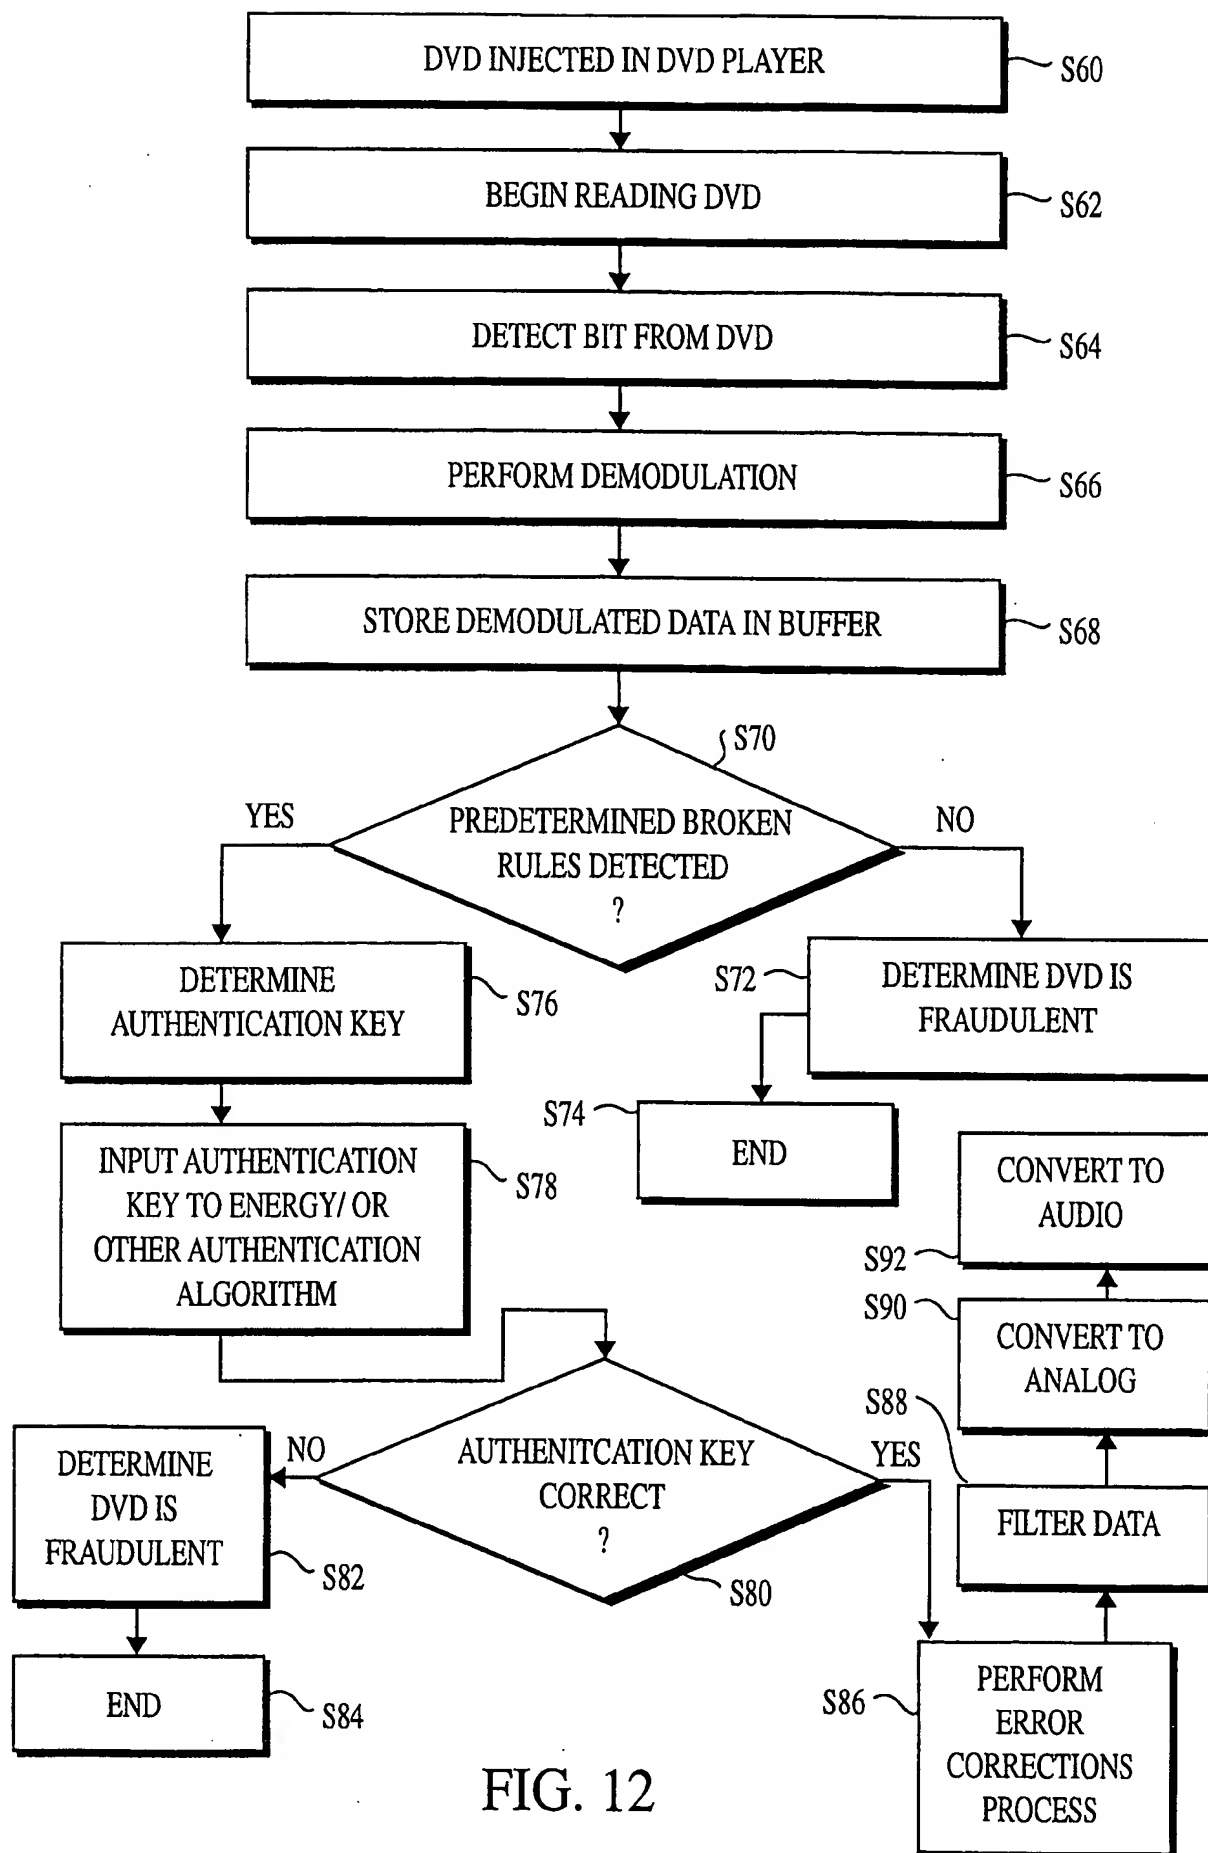 DVD INJECTED IN DVD PLAYER
S60
BEGIN READING DVD
S62
DETECT BIT FROM DVD
S64
PERFORM DEMODULATION
S66
STORE DEMODULATED DATA IN BUFFER
S68
S70
YES
PREDETERMINED BROKEN
RULES DETECTED
?
NO
DETERMINE
AUTHENTICATION KEY
S76
S72
DETERMINE DVD IS
FRAUDULENT
S74
END
INPUT AUTHENTICATION
KEY TO ENERGY/ OR
OTHER AUTHENTICATION
ALGORITHM
S78
CONVERT TO
AUDIO
S92
S90
CONVERT TO
ANALOG
S88
FILTER DATA
NO
AUTHENITCATION KEY
CORRECT
?
YES
S80
DETERMINE
DVD IS
FRAUDULENT
S82
END
S84
S86
PERFORM
ERROR
CORRECTIONS
PROCESS
FIG. 12